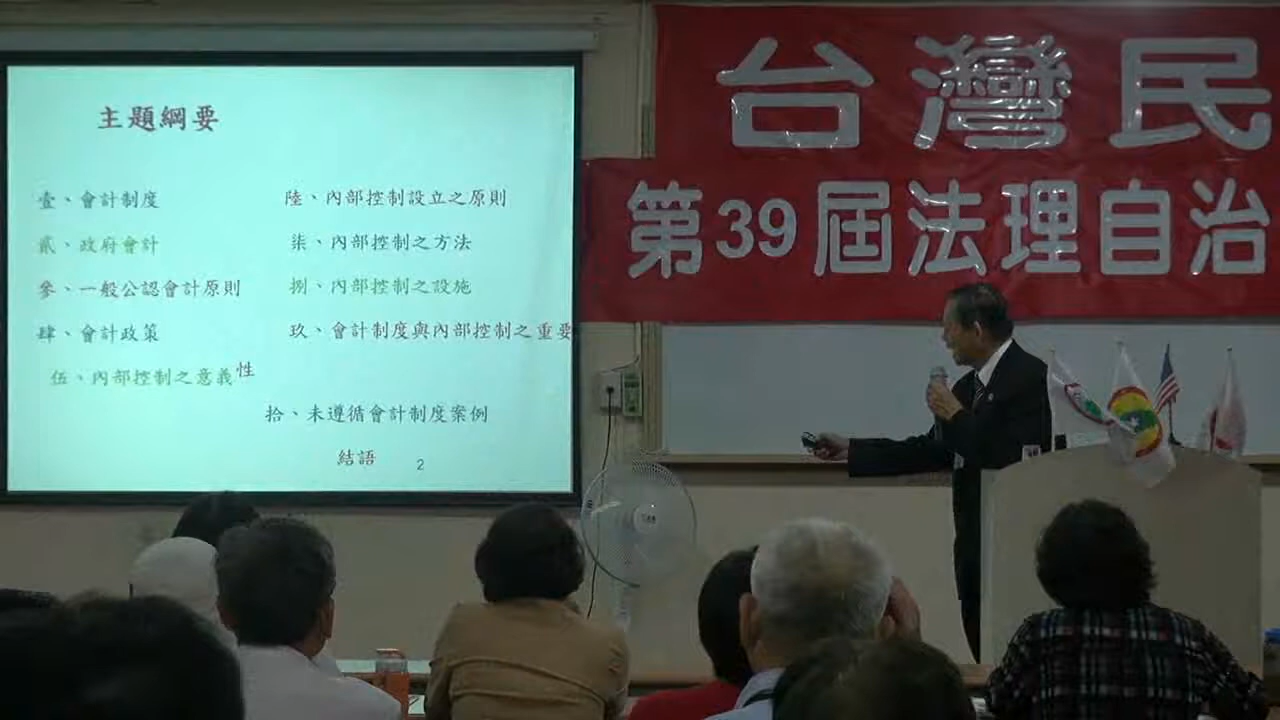 主題綱要
壹、會計制度
貳、政府會計
參、一般公認會計原則
肆、會計政策
伍、內部控制之意義
陸、內部控制設立之原則
柒、內部控制之方法
捌、內部控制之設施
玖、會計制度與內部控制之重要
性
拾、未遵循會計制度案例
結語
2
台灣民
第39屆法理自治